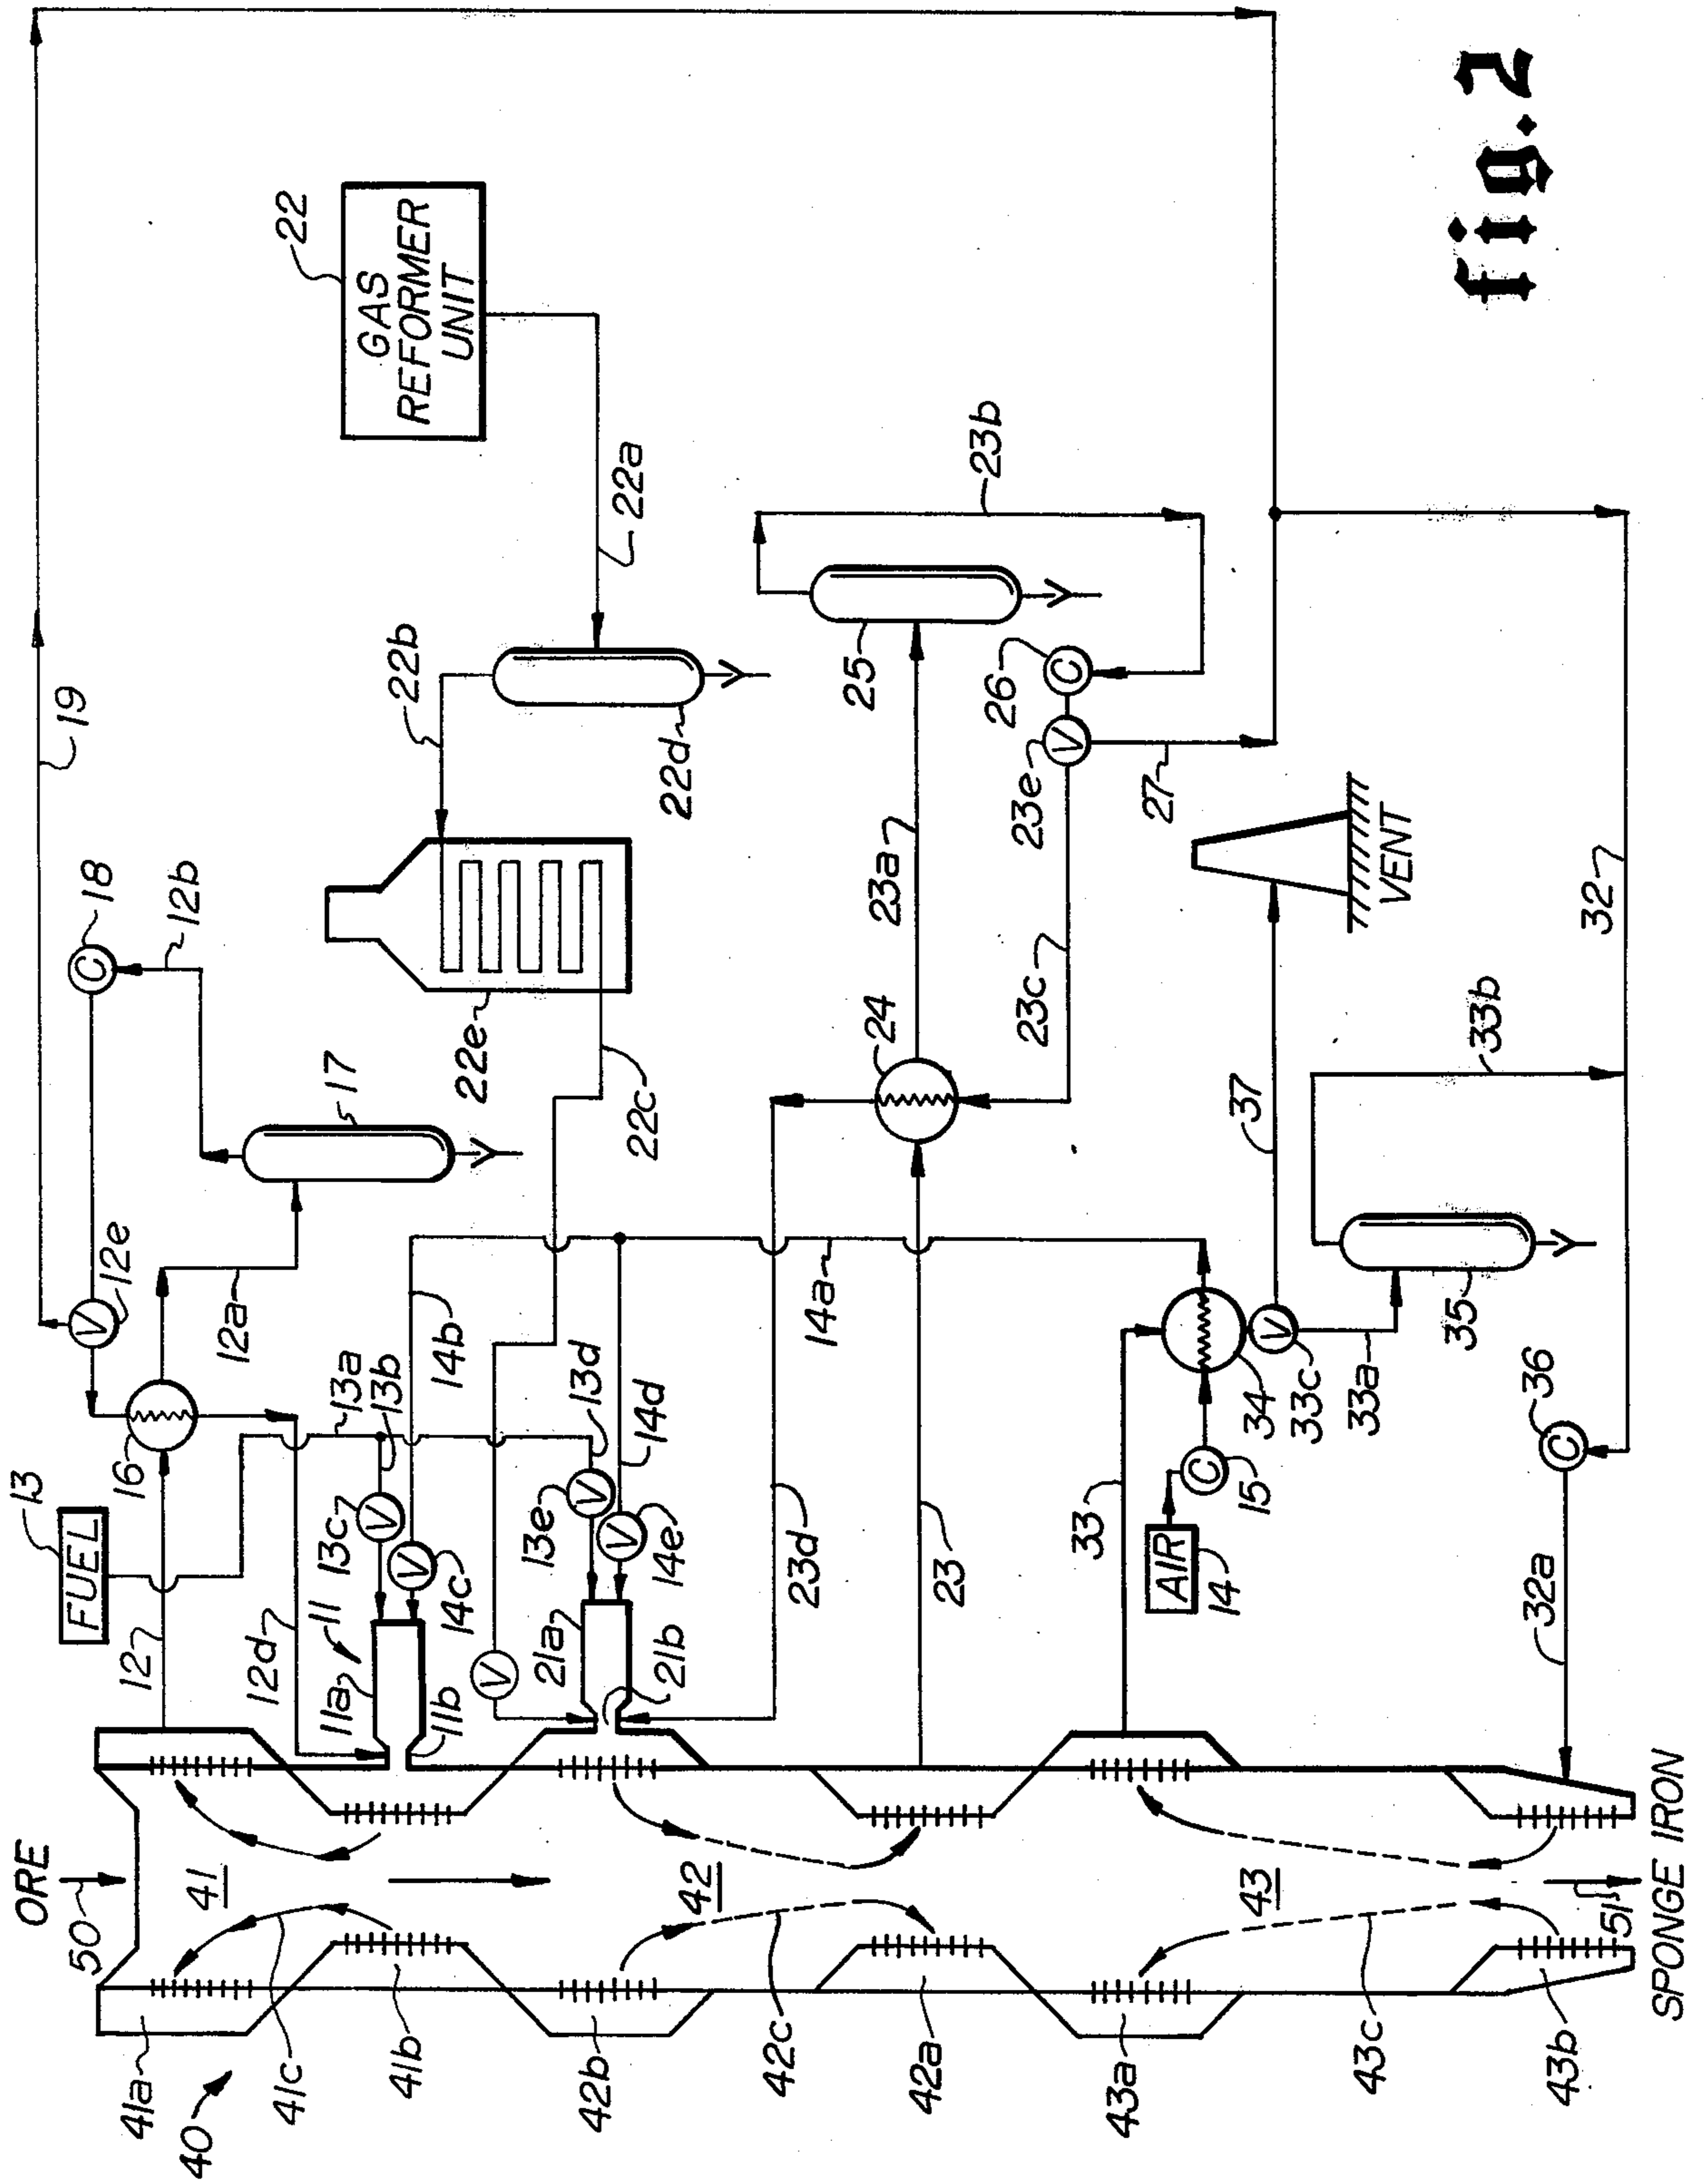 ORE
50
41a
40
41c
41
41b
42b
42c
42
42a
43a
43
43c
43b
51
SPONGE IRON
13
FUEL
12
16
12d
12e
12a
17
18
12b
19
13a
13b
13c
11
11a
11b
14c
14b
13d
13e
14d
14e
21a
21b
22
GAS
REFORMER
UNIT
22a
22b
22d
22e
22c
23d
23
24
23a
23c
25
23b
26
C
23e
V
27
14a
33
AIR
14
15
34
33c
33a
35
33b
37
VENT
32
36
32a
C
C
C
V
V
V
V
V
V
V
fig.2